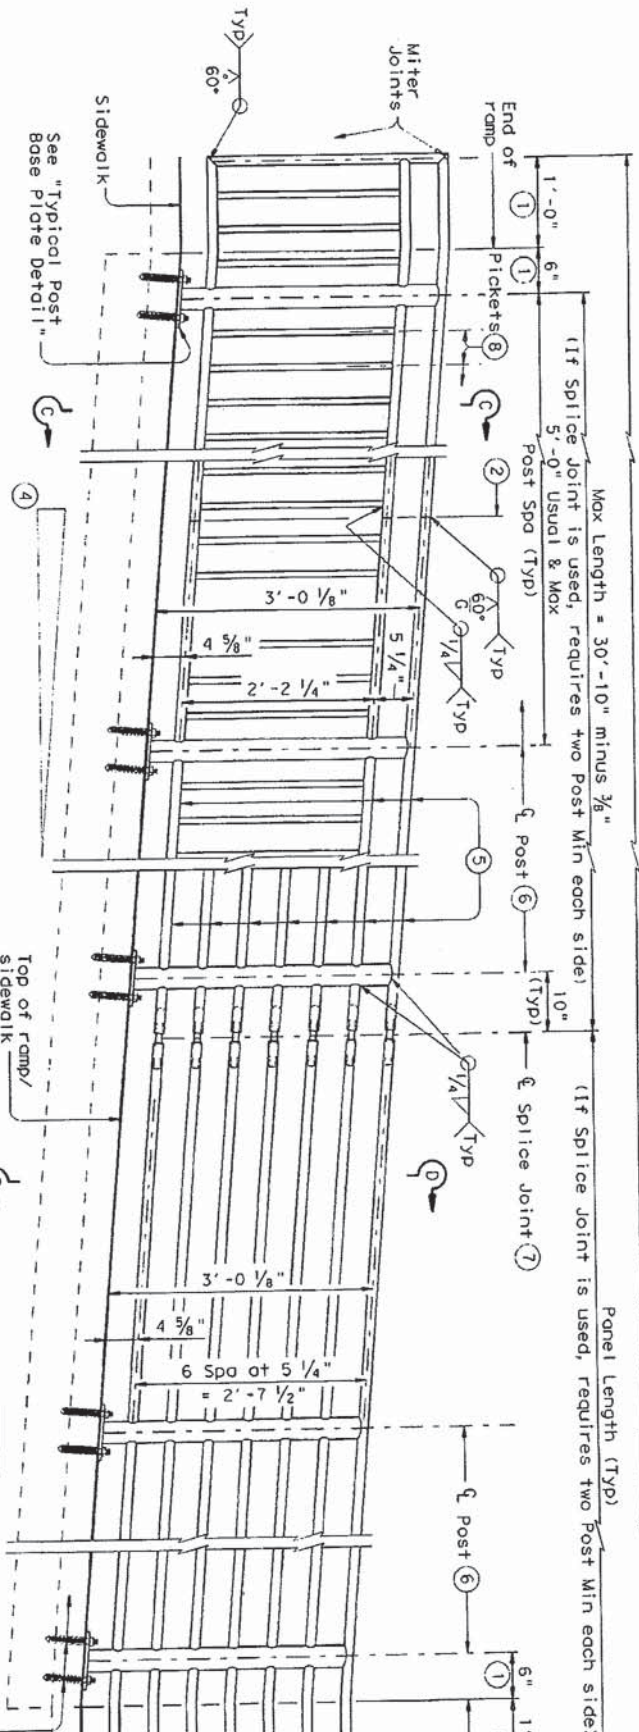 Panel Length (Typ)
(If Splice Joint is used, requires two Post Min each side)
Max Length = 30'-10" minus 3/8"
(If Splice Joint is used, requires two Post Min each side)
1'-0"
①
6"
①
5'-0" Usual & Max
Post Spa (Typ)
End of
ramp
Pickets ⑧
C
②
60°
G
Typ
1/4
Typ
℄ Post ⑥
10"
(Typ)
℄ Splice Joint ⑦
℄ Post ⑥
6"
①
Miter
Joints
Typ
60°
3'-0 1/8"
4 5/8"
2'-2 1/4"
5 1/4"
⑤
1/4
Typ
D
3'-0 1/8"
4 5/8"
6 Spa at 5 1/4"
= 2'-7 1/2"
Sidewalk
See "Typical Post
Base Plate Detail"
C
④
Top of ramp/
sidewalk